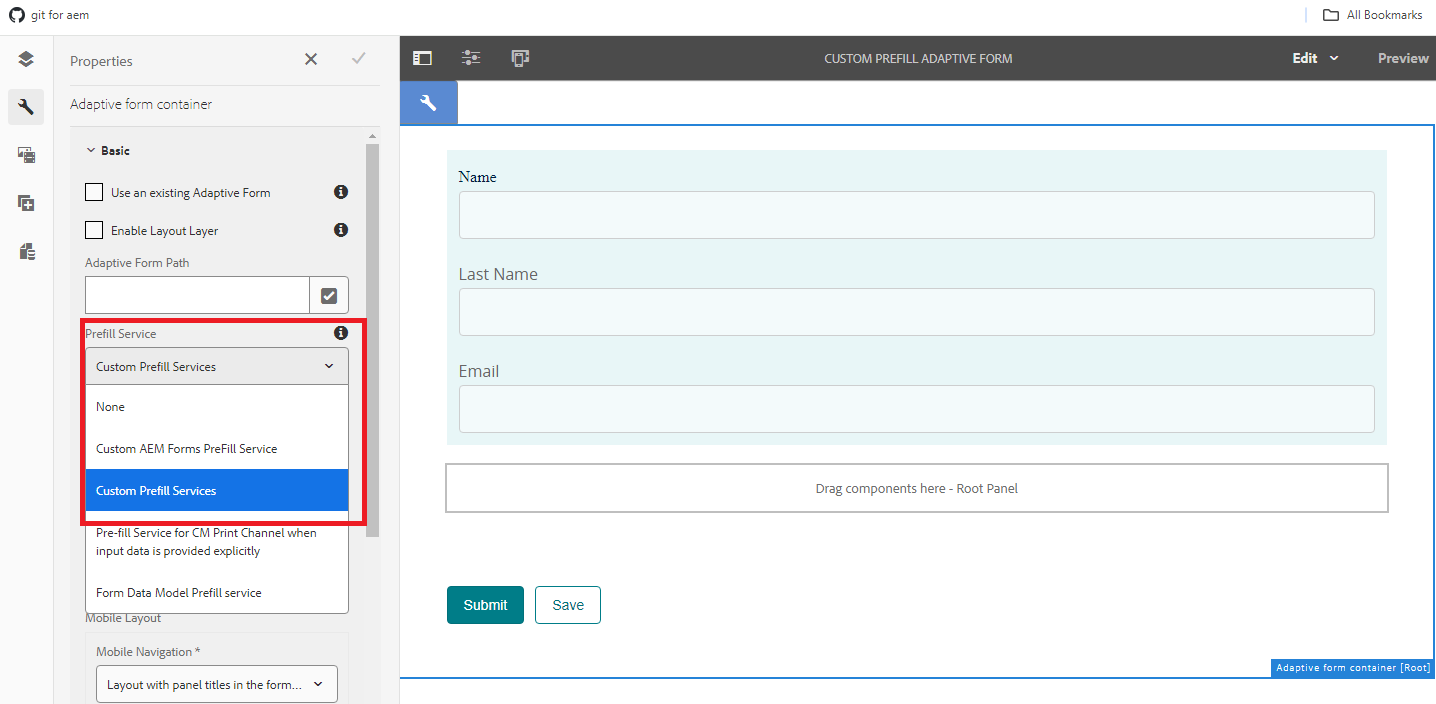 git for aem
All Bookmarks
Properties
CUSTOM PREFILL ADAPTIVE FORM
Edit
Preview
Adaptive form container
Basic
Use an existing Adaptive Form
Enable Layout Layer
Adaptive Form Path
Prefill Service
Custom Prefill Services
None
Custom AEM Forms PreFill Service
Custom Prefill Services
Pre-fill Service for CM Print Channel when
input data is provided explicitly
Form Data Model Prefill service
Mobile Layout
Mobile Navigation *
Layout with panel titles in the form...
Name
Last Name
Email
Drag components here - Root Panel
Submit
Save
Adaptive form container [Root]